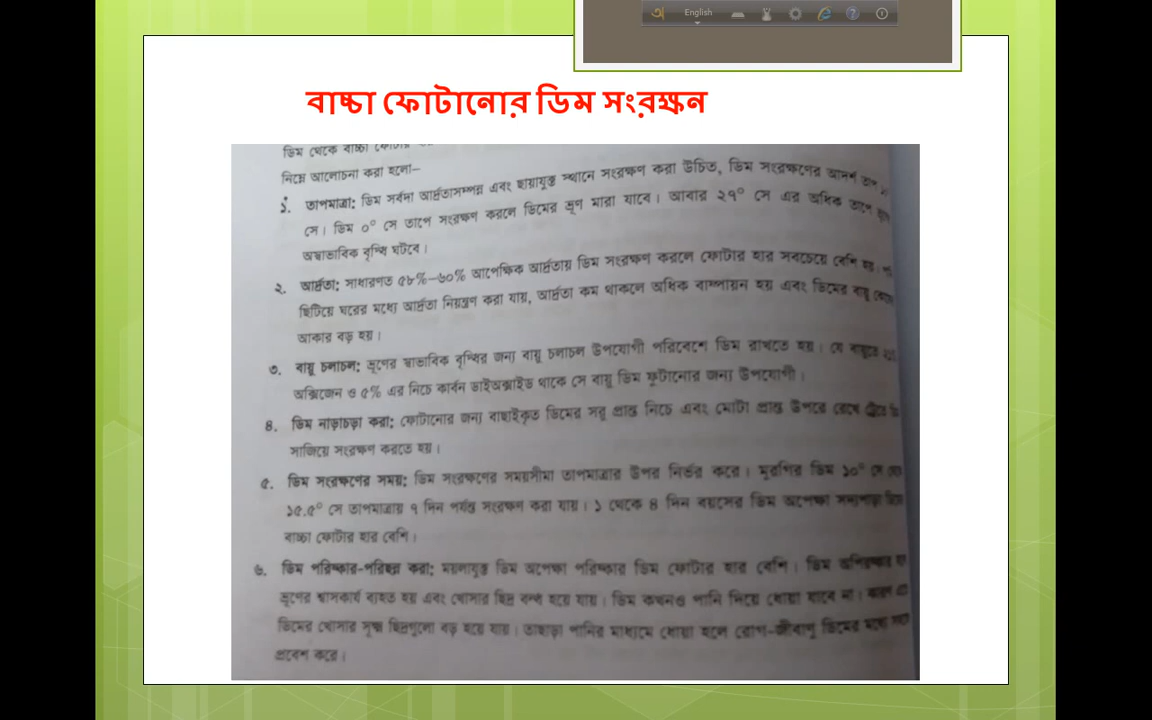 English
বাচ্চা ফোটানোর ডিম সংরক্ষন
ডিম থেকে বাচ্চা ফোটার
নিম্নে আলোচনা করা হলো–
১. তাপমাত্রা: ডিম সর্বদা আর্দ্রতাসম্পন্ন এবং ছায়াযুক্ত স্থানে সংরক্ষণ করা উচিত, ডিম সংরক্ষণের আদর্শ তাপ
সে। ডিম ০° সে তাপে সংরক্ষণ করলে ডিমের ভ্রূণ মারা যাবে। আবার ২৭° সে এর অধিক তাপে
অস্বাভাবিক বৃদ্ধি ঘটবে।
২. আর্দ্রতা: সাধারণত ৫৮%–৬০% আপেক্ষিক আর্দ্রতায় ডিম সংরক্ষণ করলে ফোটার হার সবচেয়ে বেশি হয়।
ছিটিয়ে ঘরের মধ্যে আর্দ্রতা নিয়ন্ত্রণ করা যায়, আর্দ্রতা কম থাকলে অধিক বাষ্পায়ন হয় এবং ডিমের বায়ু
আকার বড় হয়।
৩. বায়ু চলাচল: ভ্রূণের স্বাভাবিক বৃদ্ধির জন্য বায়ু চলাচল উপযোগী পরিবেশে ডিম রাখতে হয়। যে বায়ুতে
অক্সিজেন ও ৫% এর নিচে কার্বন ডাইঅক্সাইড থাকে সে বায়ু ডিম ফুটানোর জন্য উপযোগী।
৪. ডিম নাড়াচড়া করা: ফোটানোর জন্য বাছাইকৃত ডিমের সরু প্রান্ত নিচে এবং মোটা প্রান্ত উপরে রেখে ট্রেতে
সাজিয়ে সংরক্ষণ করতে হয়।
৫. ডিম সংরক্ষণের সময়: ডিম সংরক্ষণের সময়সীমা তাপমাত্রার উপর নির্ভর করে। মুরগির ডিম ১০° সে
১৫.৫° সে তাপমাত্রায় ৭ দিন পর্যন্ত সংরক্ষণ করা যায়। ১ থেকে ৪ দিন বয়সের ডিম অপেক্ষা সদ্যপাড়া
বাচ্চা ফোটার হার বেশি।
৬. ডিম পরিষ্কার-পরিচ্ছন্ন করা: ময়লাযুক্ত ডিম অপেক্ষা পরিষ্কার ডিম ফোটার হার বেশি। ডিম অপরিষ্কার
ভ্রূণের শ্বাসকার্য ব্যাহত হয় এবং খোসার ছিদ্র বন্ধ হয়ে যায়। ডিম কখনও পানি দিয়ে ধোয়া যাবে না। কারণ
ডিমের খোসার সূক্ষ্ম ছিদ্রগুলো বড় হয়ে যায়। তাছাড়া পানির মাধ্যমে ধোয়া হলে রোগ-জীবাণু ডিমের মধ্যে
প্রবেশ করে।